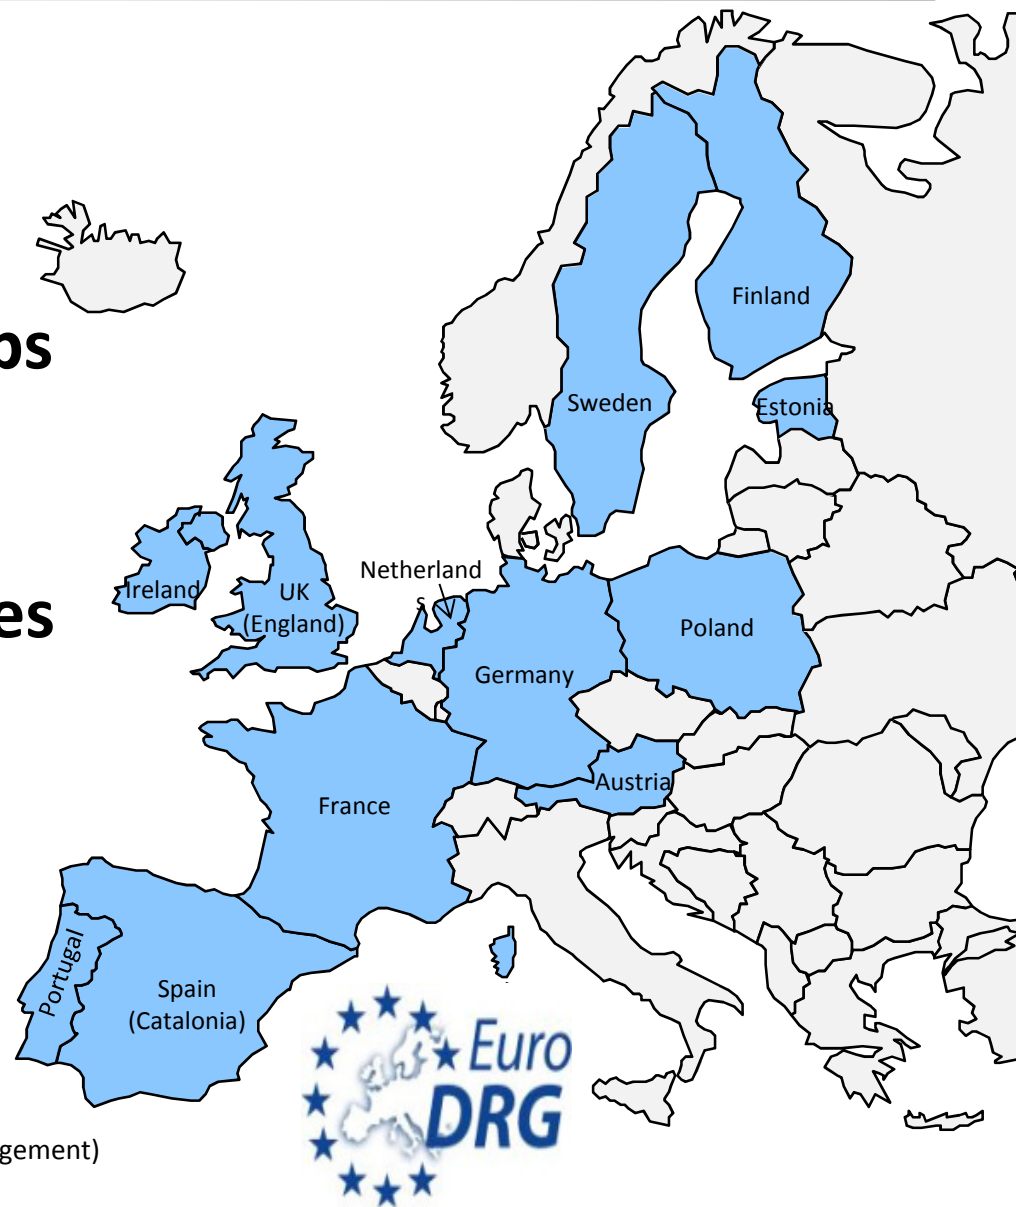 Finland
ps
Sweden
Estonia
Netherland
s
Ireland
UK
(England)
es
Poland
Germany
Austria
France
Portugal
Spain
(Catalonia)
Euro
DRG
gement)